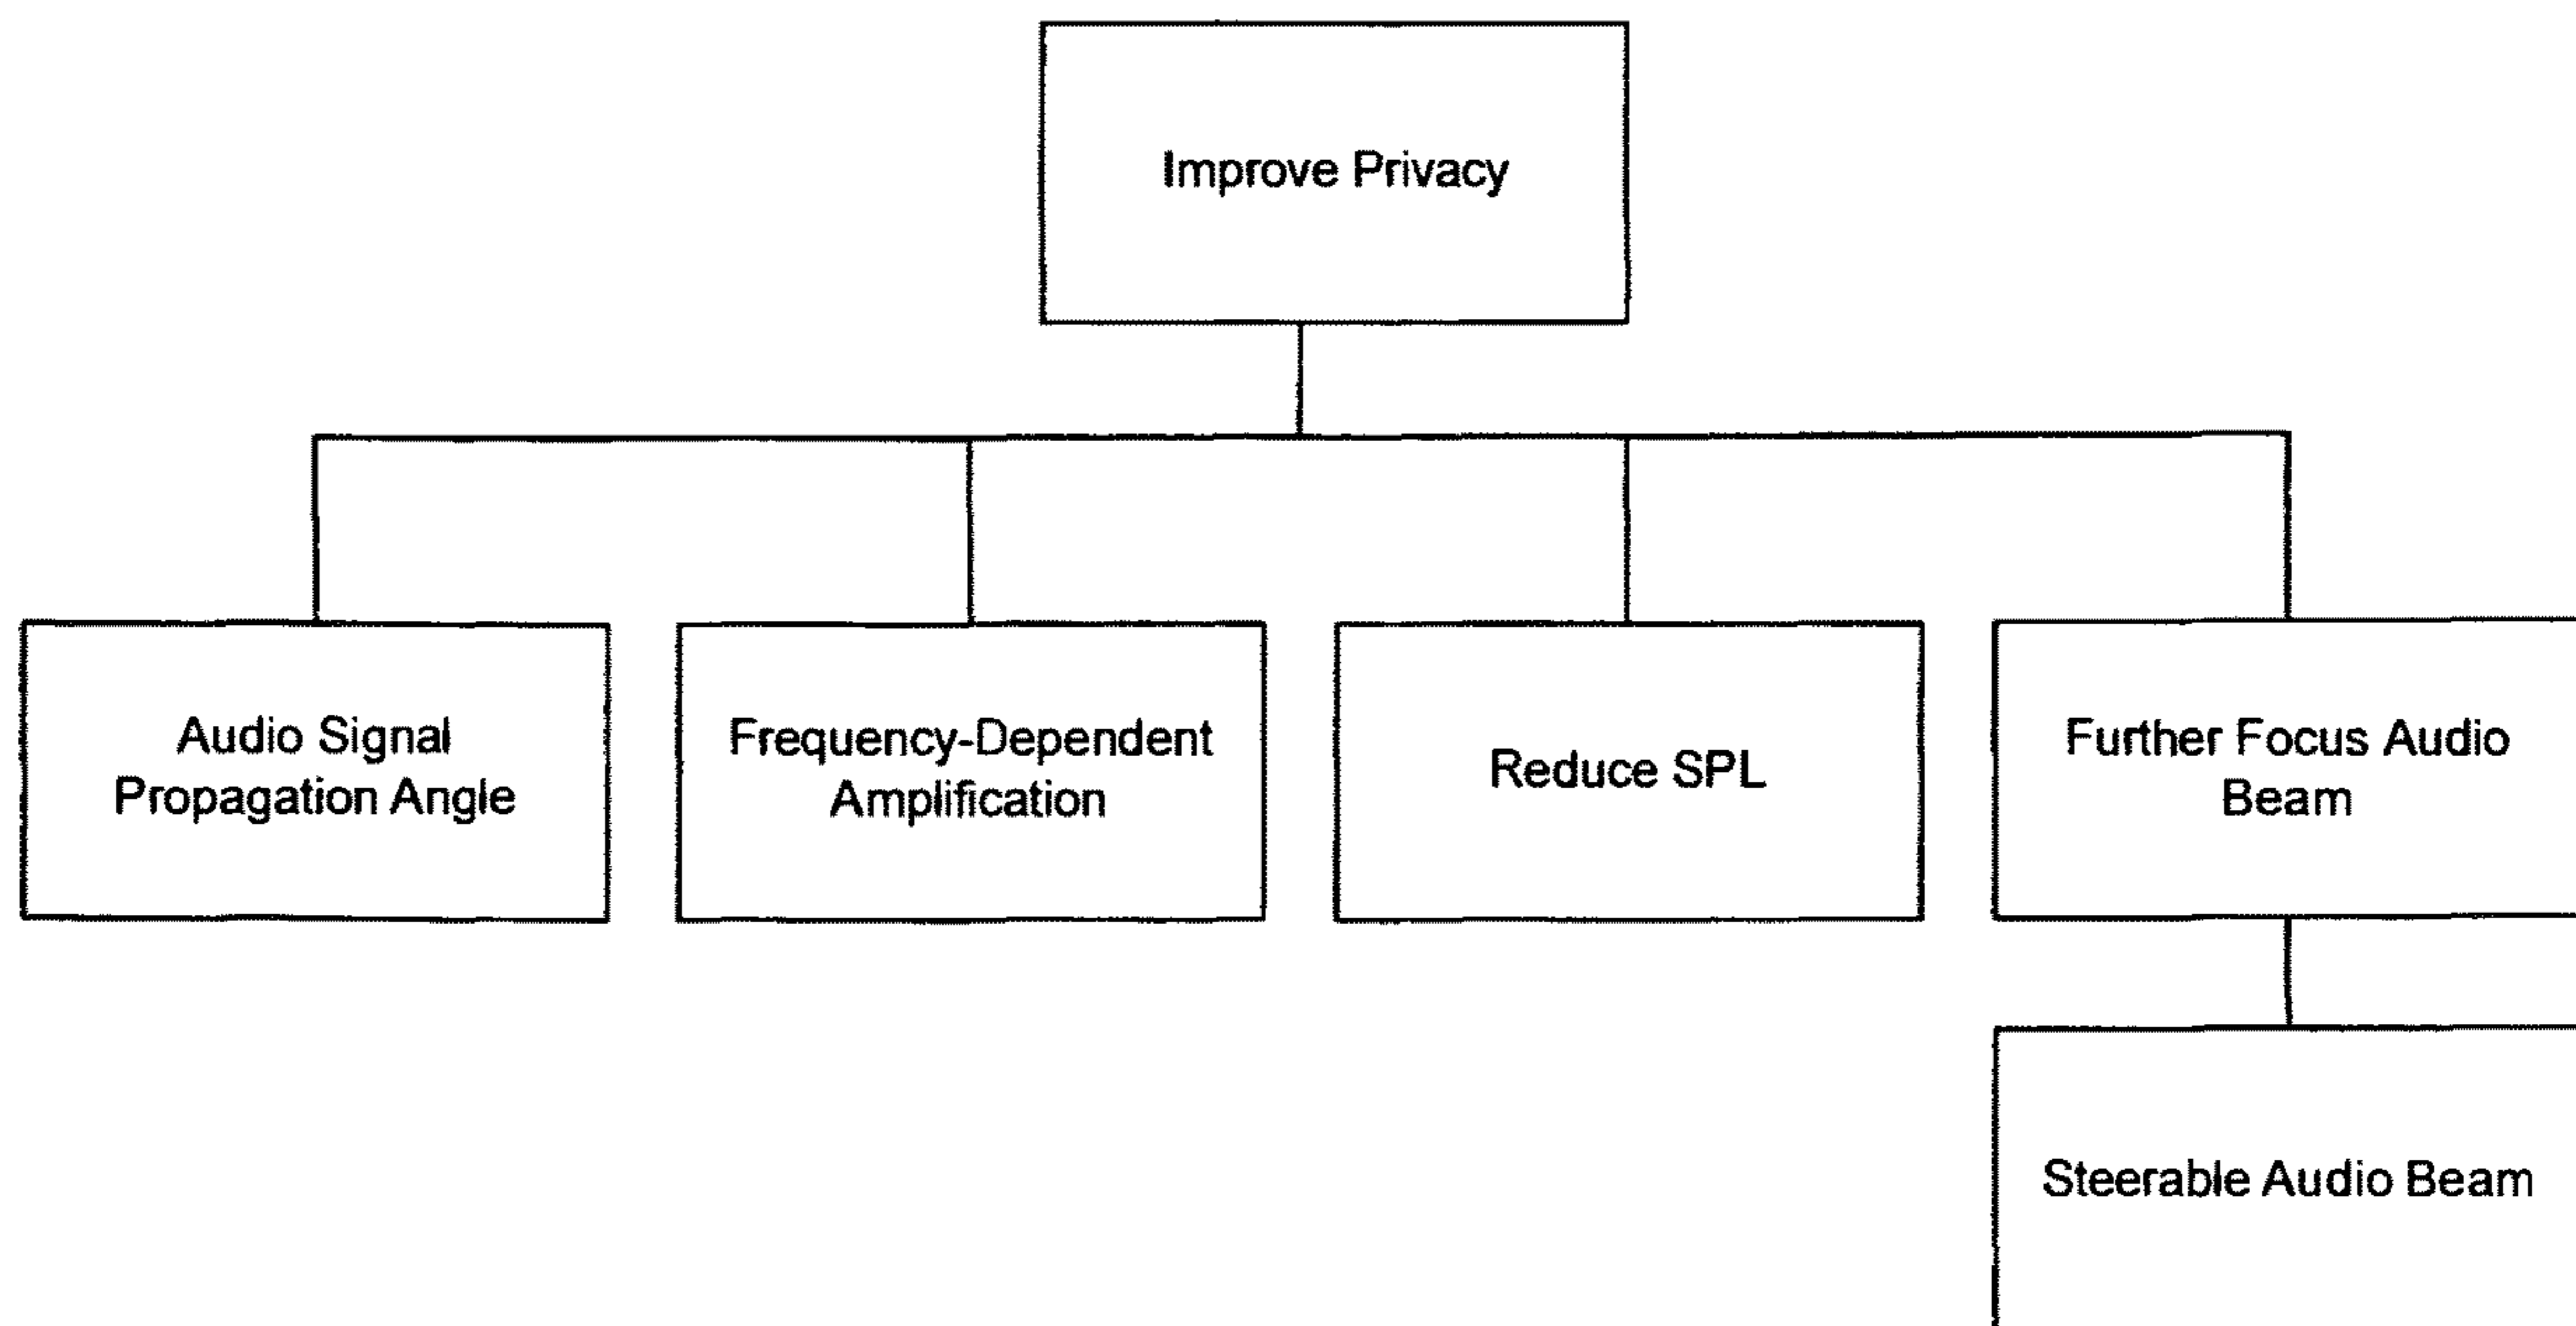 Improve Privacy
Audio Signal
Propagation Angle
Frequency-Dependent
Amplification
Reduce SPL
Further Focus Audio
Beam
Steerable Audio Beam